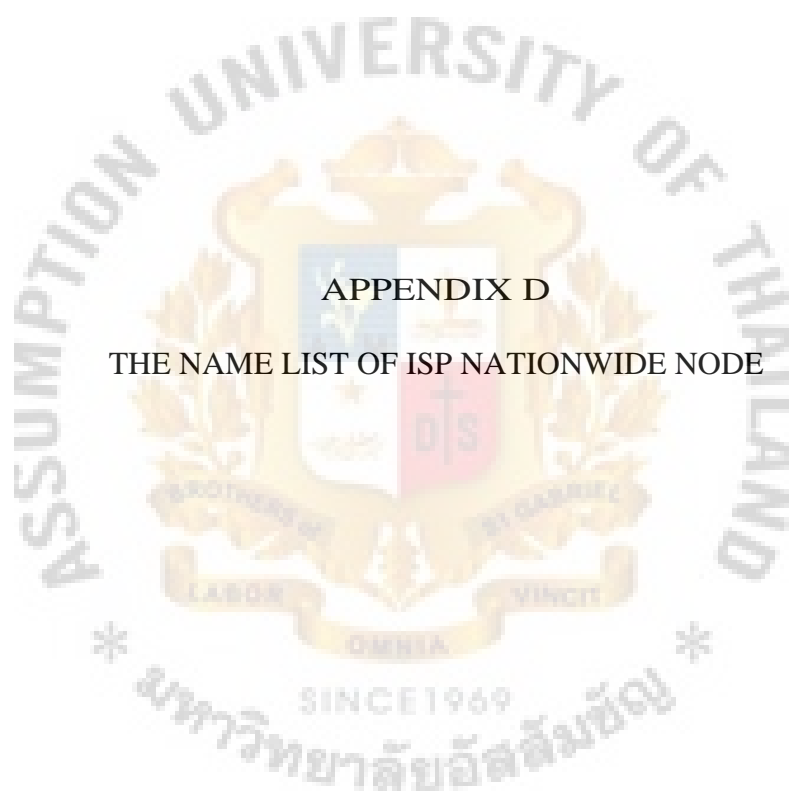 ASSUMPTION UNIVERSITY OF THAILAND
APPENDIX D
THE NAME LIST OF ISP NATIONWIDE NODE
D S
BROTHERS of
ST GABRIEL
LABOR
VINCIT
OMNIA
SINCE1969
มหาวิทยาลัยอัสสัมชัญ